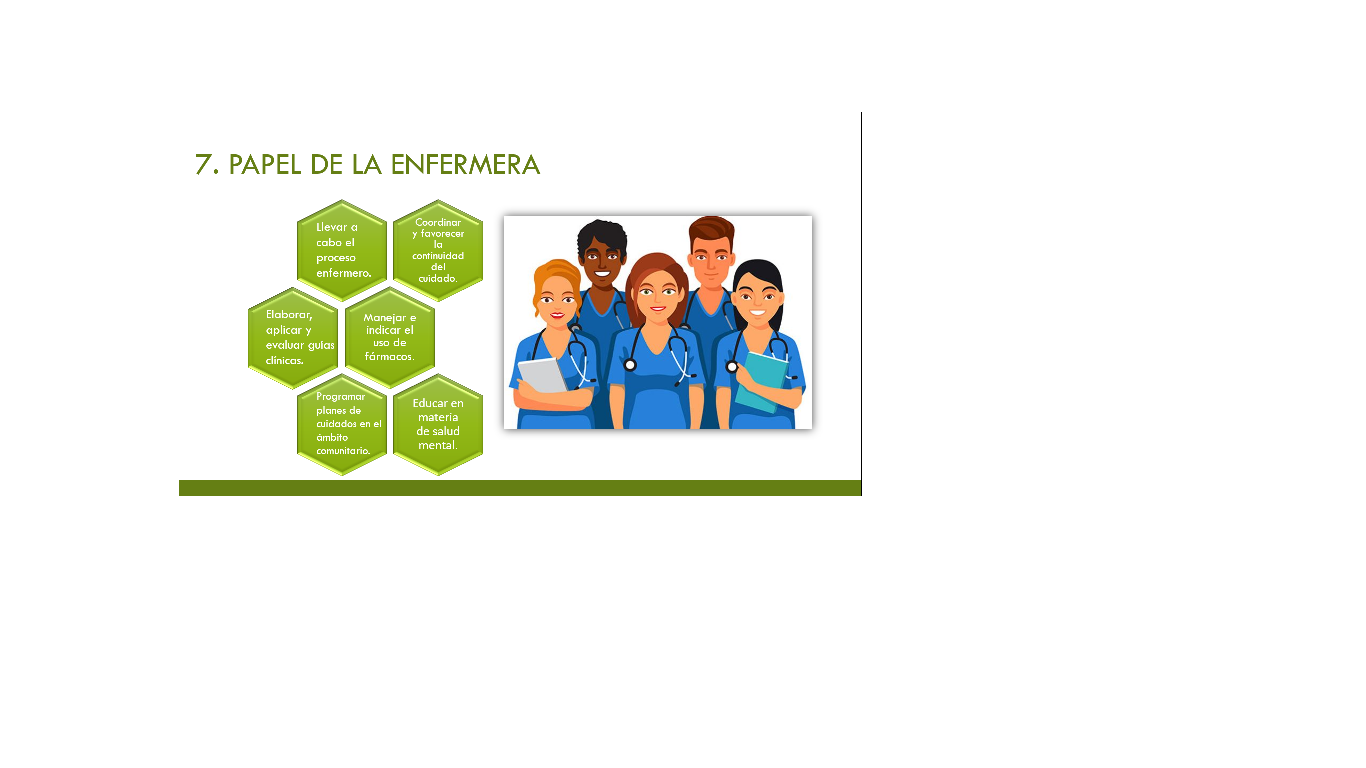 7. PAPEL DE LA ENFERMERA
Llevar a
cabo el
proceso
enfermero.
Coordinar
y favorecer
la
continuidad
del
cuidado.
Elaborar,
aplicar y
evaluar guías
clínicas.
Manejar e
indicar el
uso de
fármacos.
Programar
planes de
cuidados en el
ámbito
comunitario.
Educar en
materia
de salud
mental.